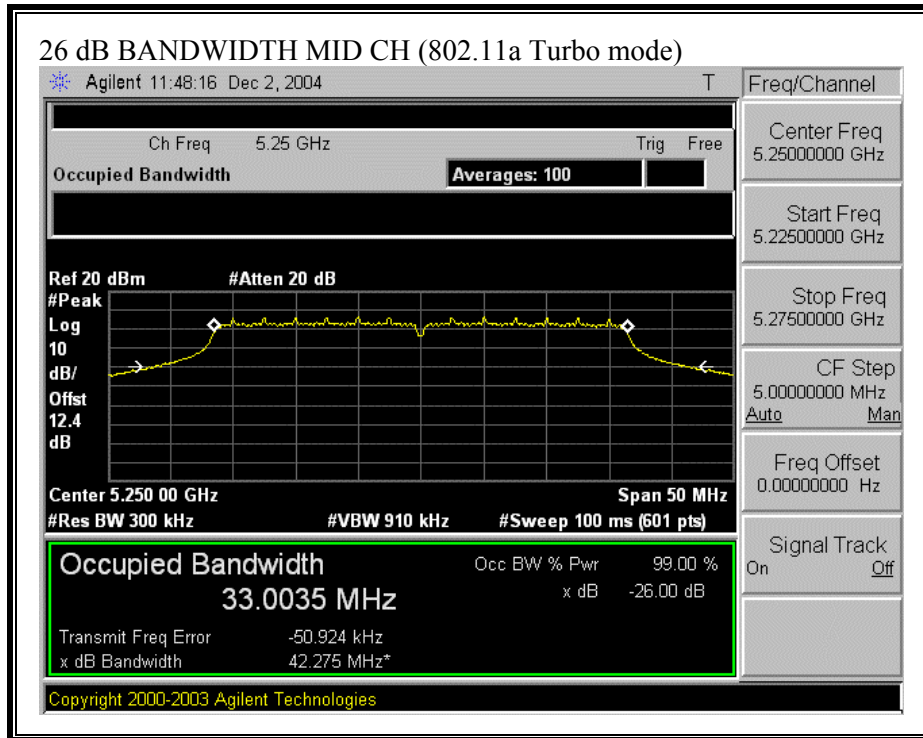 26 dB BANDWIDTH MID CH (802.11a Turbo mode)
Agilent 11:48:16 Dec 2, 2004 T
Freq/Channel
Ch Freq 5.25 GHz Trig Free
Occupied Bandwidth Averages: 100
Center Freq
5.25000000 GHz
Start Freq
5.22500000 GHz
Stop Freq
5.27500000 GHz
CF Step
5.00000000 MHz
Auto Man
Freq Offset
0.00000000 Hz
Signal Track
On Off
Ref 20 dBm #Atten 20 dB
#Peak
Log
10
dB/
Offst
12.4
dB
Center 5.250 00 GHz Span 50 MHz
#Res BW 300 kHz #VBW 910 kHz #Sweep 100 ms (601 pts)
Occupied Bandwidth Occ BW % Pwr 99.00 %
33.0035 MHz x dB -26.00 dB
Transmit Freq Error -50.924 kHz
x dB Bandwidth 42.275 MHz*
Copyright 2000-2003 Agilent Technologies